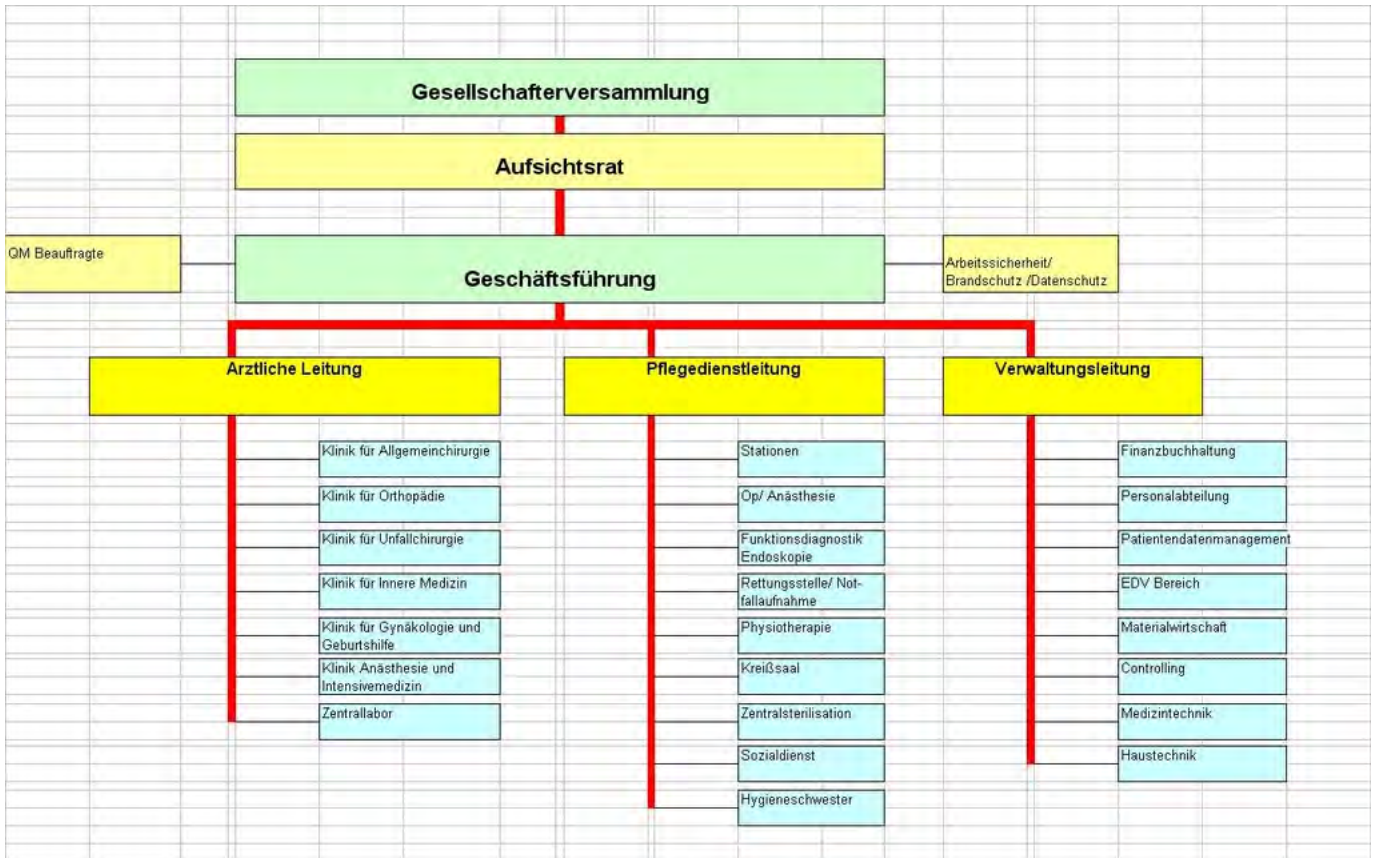 Gesellschafterversammlung
Aufsichtsrat
QM Beauftragte
Geschäftsführung
Arbeitssicherheit/
Brandschutz /Datenschutz
Arztliche Leitung
Pflegedienstleitung
Verwaltungsleitung
Klinik für Allgemeinchirurgie
Klinik für Orthopädie
Klinik für Unfallchirurgie
Klinik für Innere Medizin
Klinik für Gynäkologie und
Geburtshilfe
Klinik Anästhesie und
Intensivemedizin
Zentrallabor
Stationen
Op/ Anästhesie
Funktionsdiagnostik
Endoskopie
Rettungsstelle/ Not-
fallaufnahme
Physiotherapie
Kreißsaal
Zentralsterilisation
Sozialdienst
Hygieneschwester
Finanzbuchhaltung
Personalabteilung
Patientendatenmanagement
EDV Bereich
Materialwirtschaft
Controlling
Medizintechnik
Haustechnik